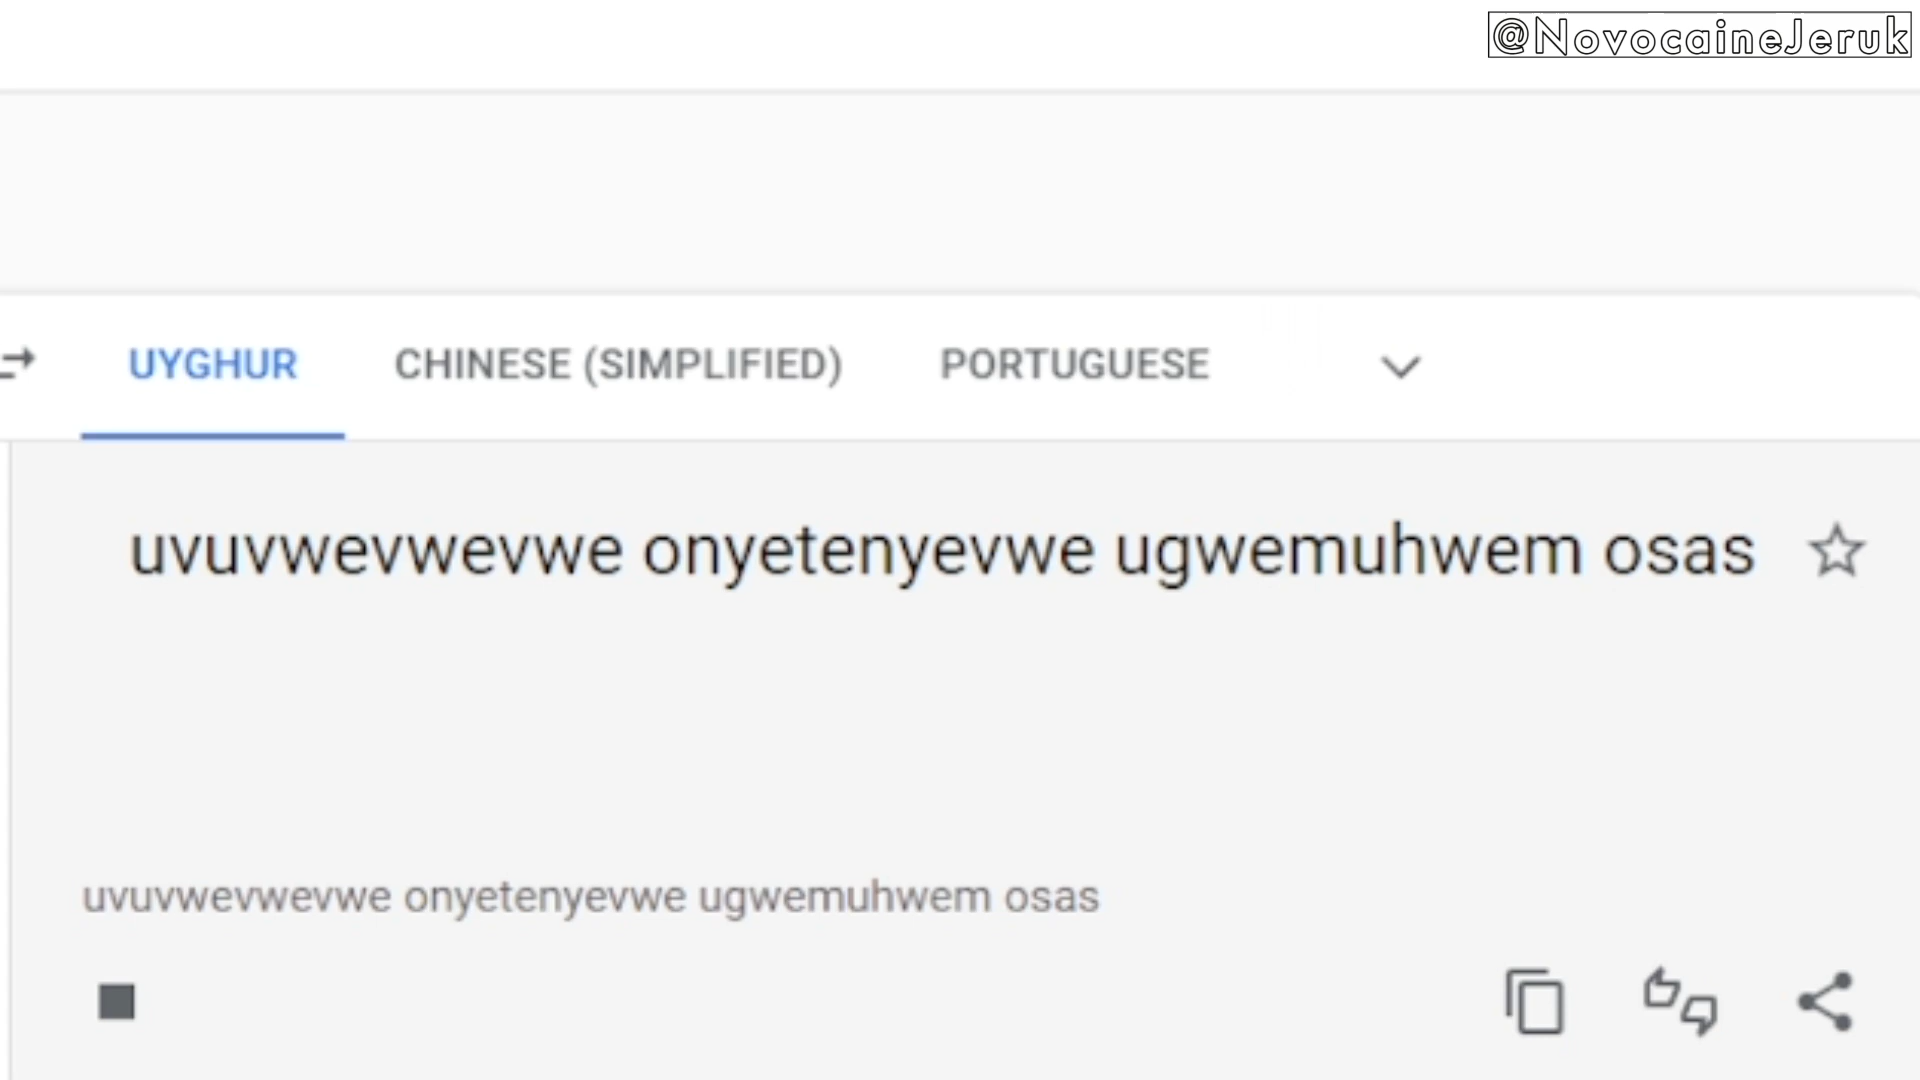 @NovocaineJeruk
UYGHUR CHINESE (SIMPLIFIED) PORTUGUESE
uvuvwevwevwe onyetenyevwe ugwemuhwem osas
uvuvwevwevwe onyetenyevwe ugwemuhwem osas